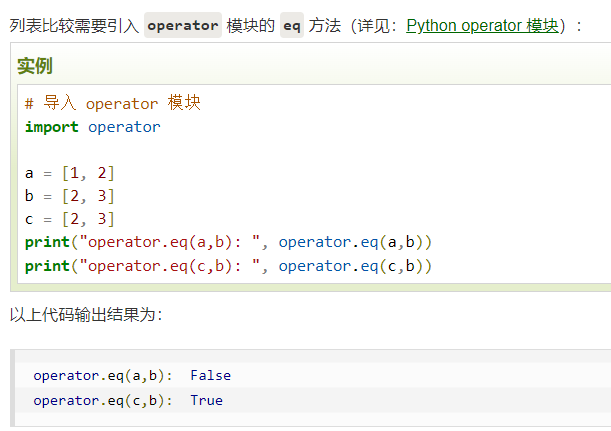 列表比较需要引入 operator 模块的 eq 方法（详见：Python operator 模块）：
实例
# 导入 operator 模块
import operator
a = [1, 2]
b = [2, 3]
c = [2, 3]
print("operator.eq(a,b): ", operator.eq(a,b))
print("operator.eq(c,b): ", operator.eq(c,b))
以上代码输出结果为：
operator.eq(a,b):  False
operator.eq(c,b):  True